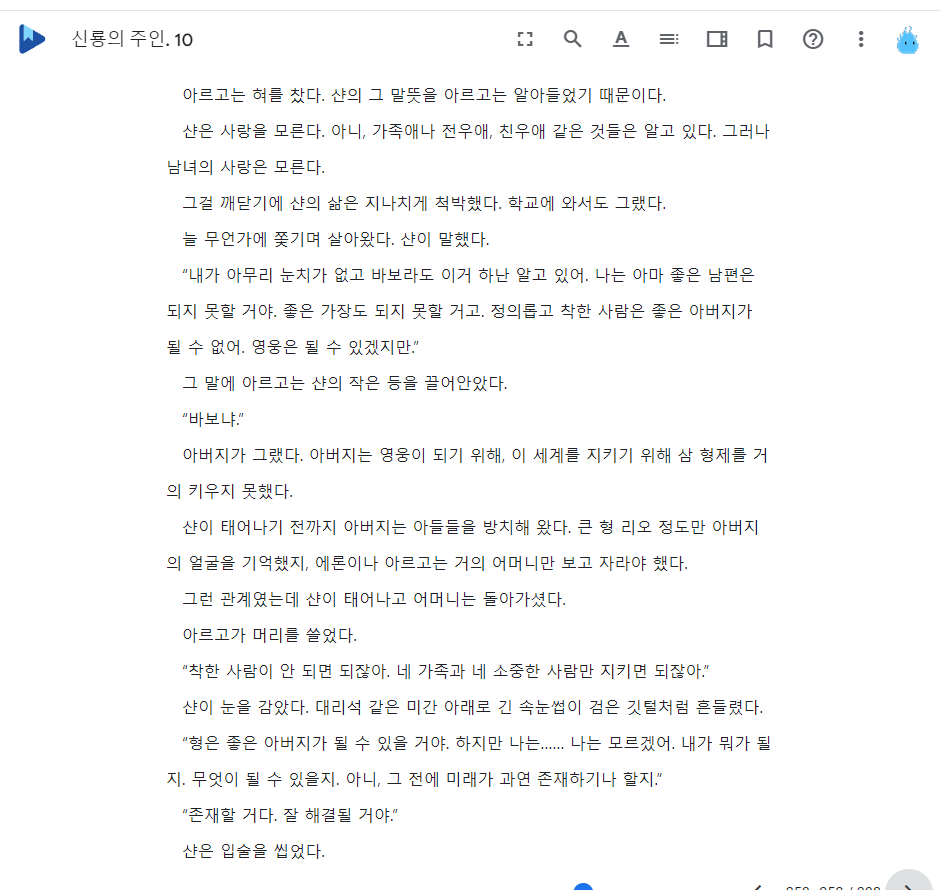 신룡의 주인. 10
아르고는 혀를 찼다. 샨의 그 말뜻을 아르고는 알아들었기 때문이다.
샨은 사랑을 모른다. 아니, 가족애나 전우애, 친우애 같은 것들은 알고 있다. 그러나
남녀의 사랑은 모른다.
그걸 깨닫기에 샨의 삶은 지나치게 척박했다. 학교에 와서도 그랬다.
늘 무언가에 쫓기며 살아왔다. 샨이 말했다.
“내가 아무리 눈치가 없고 바보라도 이거 하난 알고 있어. 나는 아마 좋은 남편은
되지 못할 거야. 좋은 가장도 되지 못할 거고. 정의롭고 착한 사람은 좋은 아버지가
될 수 없어. 영웅은 될 수 있겠지만.”
그 말에 아르고는 샨의 작은 등을 끌어안았다.
“바보냐.”
아버지가 그랬다. 아버지는 영웅이 되기 위해, 이 세계를 지키기 위해 삼 형제를 거
의 키우지 못했다.
샨이 태어나기 전까지 아버지는 아들들을 방치해 왔다. 큰 형 리오 정도만 아버지
의 얼굴을 기억했지, 에론이나 아르고는 거의 어머니만 보고 자라야 했다.
그런 관계였는데 샨이 태어나고 어머니는 돌아가셨다.
아르고가 머리를 쓸었다.
“착한 사람이 안 되면 되잖아. 네 가족과 네 소중한 사람만 지키면 되잖아.”
샨이 눈을 감았다. 대리석 같은 미간 아래로 긴 속눈썹이 검은 깃털처럼 흔들렸다.
“형은 좋은 아버지가 될 수 있을 거야. 하지만 나는…… 나는 모르겠어. 내가 뭐가 될
지. 무엇이 될 수 있을지. 아니, 그 전에 미래가 과연 존재하기나 할지.”
“존재할 거다. 잘 해결될 거야.”
샨은 입술을 씹었다.